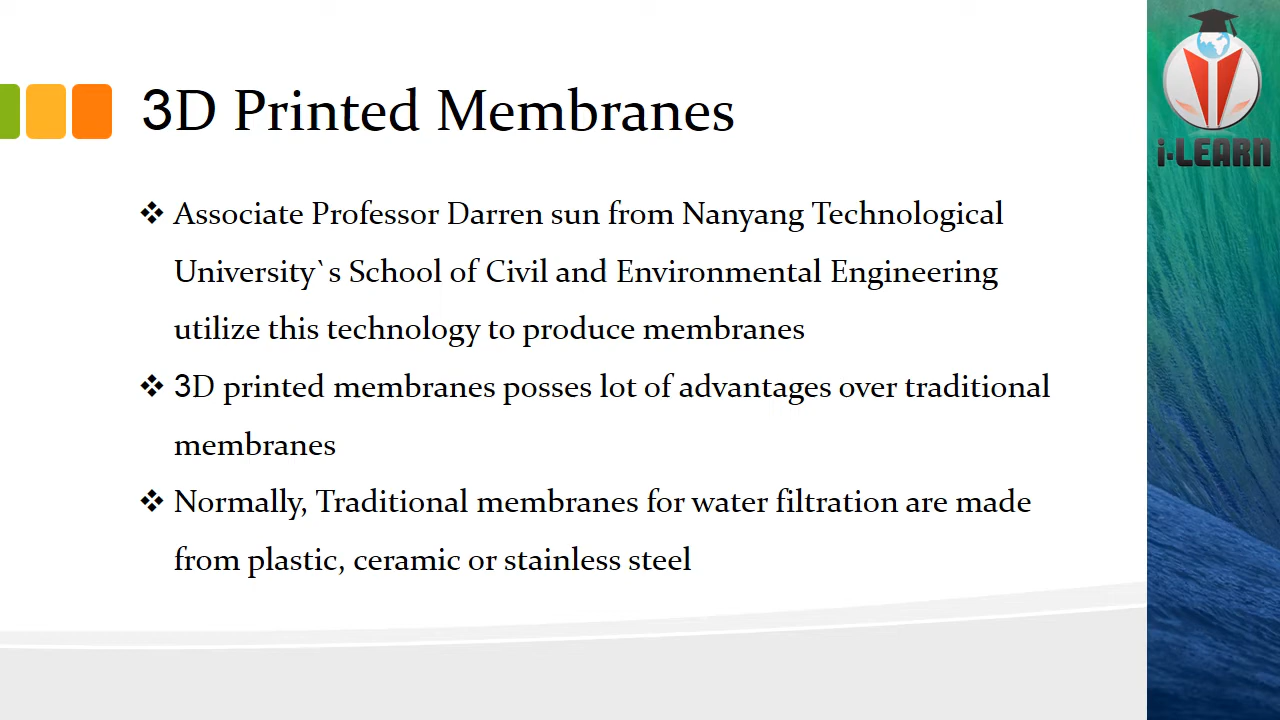 3D Printed Membranes
❖ Associate Professor Darren sun from Nanyang Technological
University`s School of Civil and Environmental Engineering
utilize this technology to produce membranes
❖ 3D printed membranes posses lot of advantages over traditional
membranes
❖ Normally, Traditional membranes for water filtration are made
from plastic, ceramic or stainless steel
i-LEARN